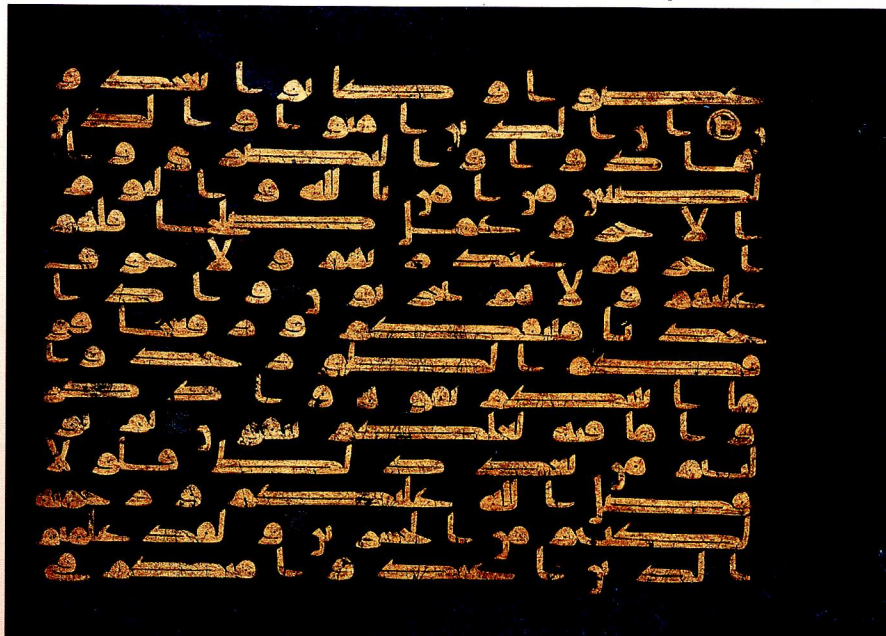 عصوا وكانوا يعتدو
ن ان الذين امنوا والذين
هادوا والنصرى وا
لصبين من امن بالله واليوم
الاخر وعمل صلحا فلهم
اجرهم عند ربهم ولا خوف
عليهم ولا هم يحزنون واذ ا
خذنا ميثقكم ورفعنا فو
قكم الطور خذوا
ما اتينكم بقوة واذكر
وا ما فيه لعلكم تتقون ثم تو
ليتم من بعد ذلك فلولا
فضل الله عليكم ورحمته
لكنتم من الخسرين ولقد علمتم
الذين اعتدوا منكم في